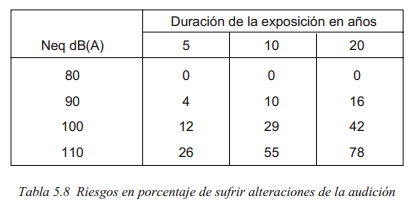 Duración de la exposición en años
Neq dB(A) 5 10 20
80 0 0 0
90 4 10 16
100 12 29 42
110 26 55 78
Tabla 5.8 Riesgos en porcentaje de sufrir alteraciones de la audición